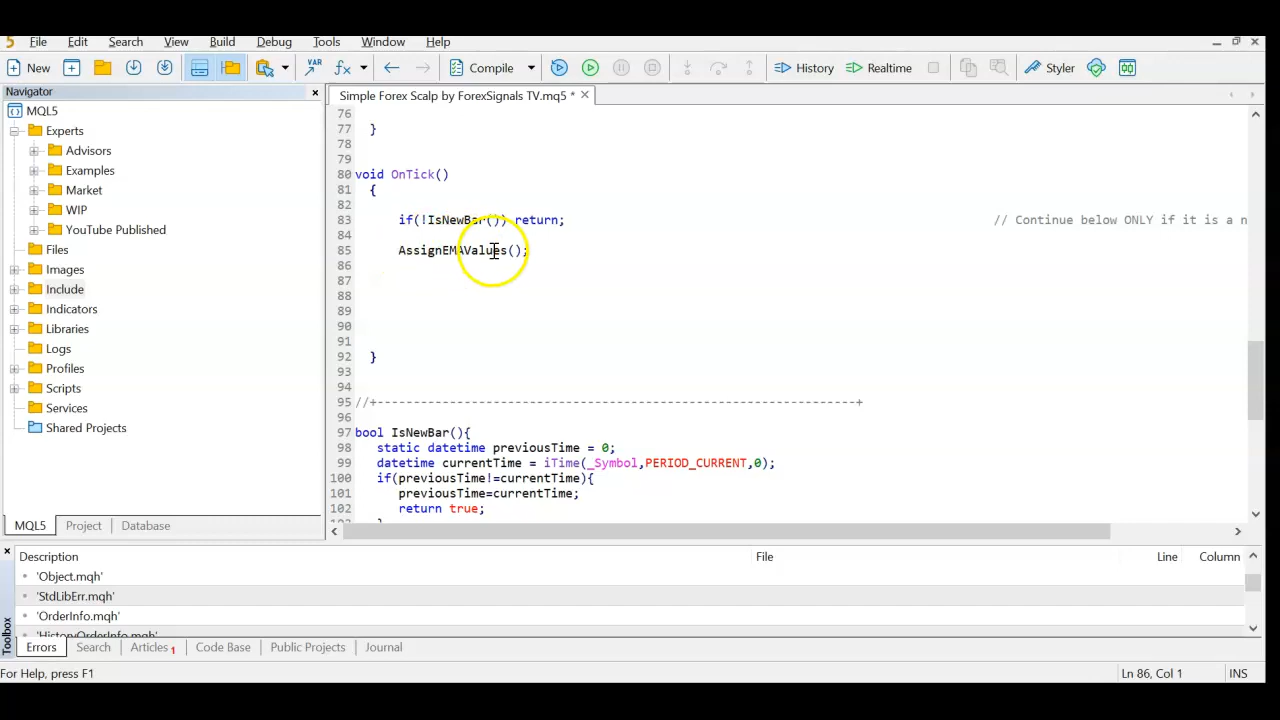 File Edit Search View Build Debug Tools Window Help
New VAR fx Compile History Realtime Styler
Navigator
MQL5
Experts
Advisors
Examples
Market
WIP
YouTube Published
Files
Images
Include
Indicators
Libraries
Logs
Profiles
Scripts
Services
Shared Projects
MQL5 Project Database
Simple Forex Scalp by ForexSignals TV.mq5 *
76
77 }
78
79
80 void OnTick()
81 {
82
83 if(!IsNewBar()) return; // Continue below ONLY if it is a n
84
85 AssignEMAValues();
86
87
88
89
90
91
92 }
93
94
95 //+------------------------------------------------------------------+
96
97 bool IsNewBar(){
98 static datetime previousTime = 0;
99 datetime currentTime = iTime(_Symbol,PERIOD_CURRENT,0);
100 if(previousTime!=currentTime){
101 previousTime=currentTime;
102 return true;
Toolbox
Description File Line Column
'Object.mqh'
'StdLibErr.mqh'
'OrderInfo.mqh'
'HistoryOrderInfo.mqh'
Errors Search Articles 1 Code Base Public Projects Journal
For Help, press F1 Ln 86, Col 1 INS